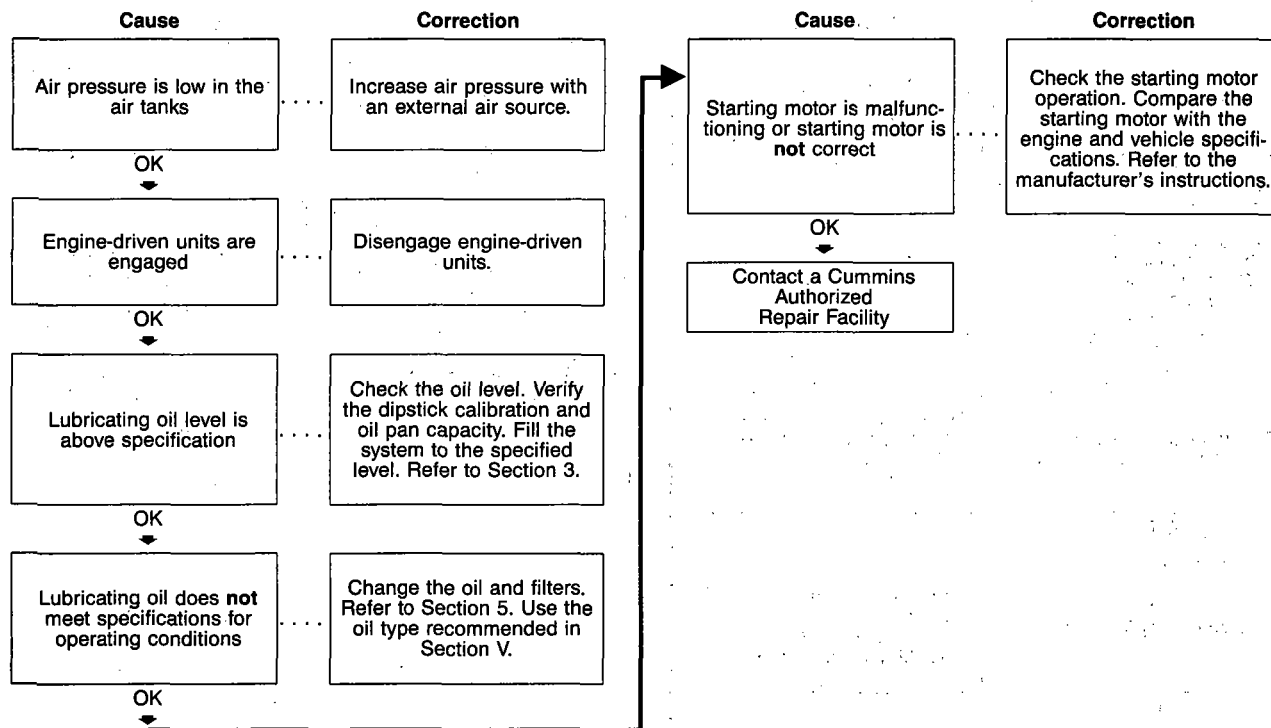 Cause
Correction
Air pressure is low in the
air tanks
Increase air pressure with
an external air source.
OK
Engine-driven units are
engaged
Disengage engine-driven
units.
OK
Lubricating oil level is
above specification
Check the oil level. Verify
the dipstick calibration and
oil pan capacity. Fill the
system to the specified
level. Refer to Section 3.
OK
Lubricating oil does not
meet specifications for
operating conditions
Change the oil and filters.
Refer to Section 5. Use the
oil type recommended in
Section V.
OK
Cause
Correction
Starting motor is malfunc-
tioning or starting motor is
not correct
Check the starting motor
operation. Compare the
starting motor with the
engine and vehicle specifi-
cations. Refer to the
manufacturer's instructions.
OK
Contact a Cummins
Authorized
Repair Facility